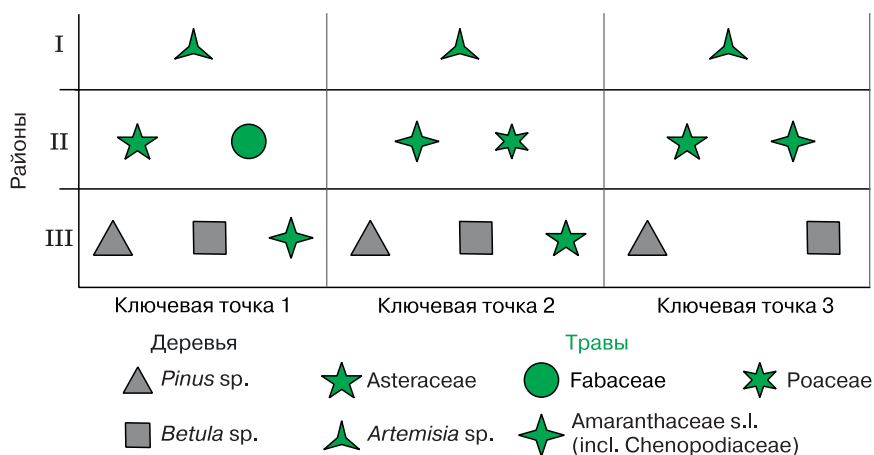 I
II
III
Районы
Ключевая точка 1 Ключевая точка 2 Ключевая точка 3
Деревья Травы
Pinus sp. Asteraceae Fabaceae Poaceae
Betula sp. Artemisia sp. Amaranthaceae s.l.
(incl. Chenopodiaceae)